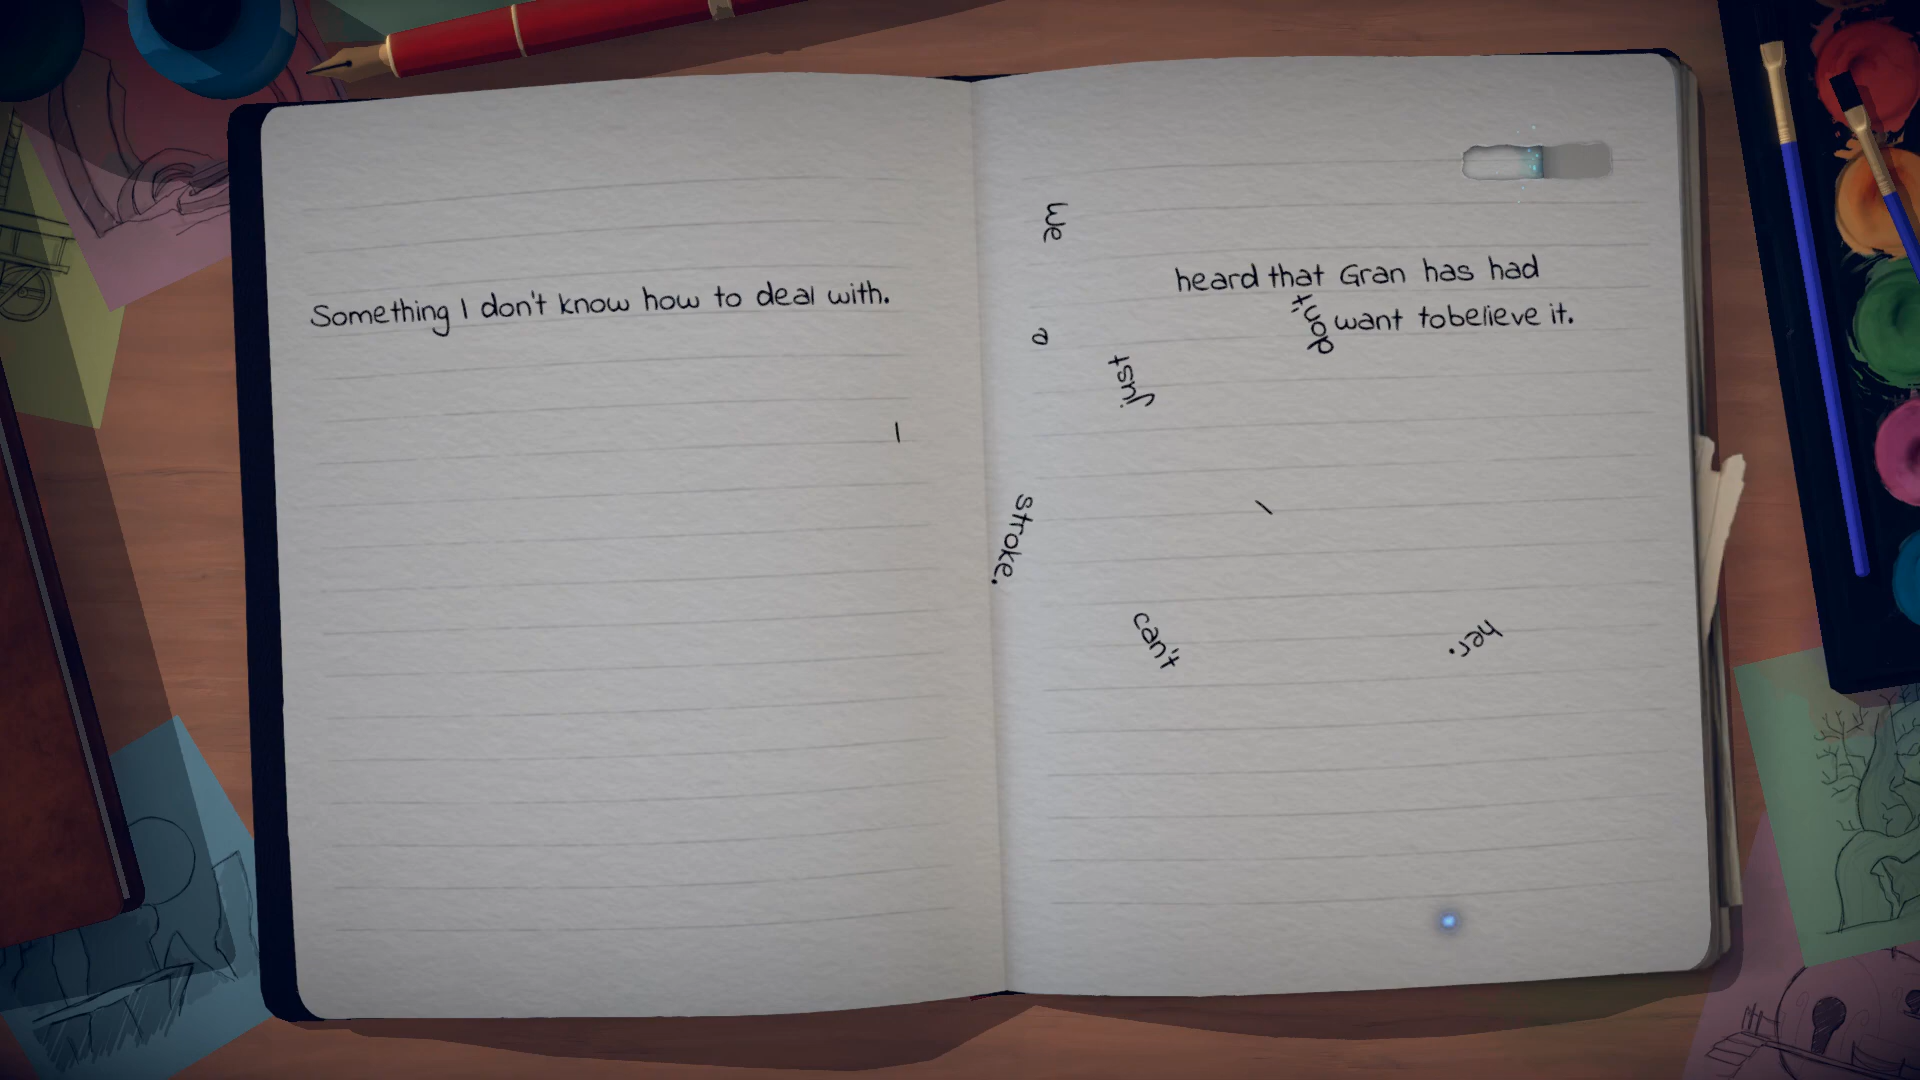 Something I don't know how to deal with.
I
We
heard that Gran has had
don't want tobelieve it.
a
just
stroke.
I
can't
her.